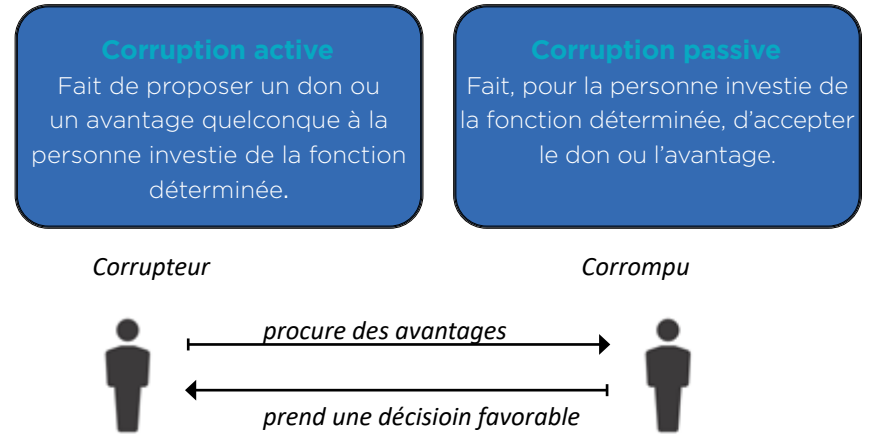 Corruption active
Fait de proposer un don ou
un avantage quelconque à la
personne investie de la fonction
déterminée.
Corruption passive
Fait, pour la personne investie de
la fonction déterminée, d'accepter
le don ou l'avantage.
Corrupteur
Corrompu
procure des avantages
prend une décisioin favorable